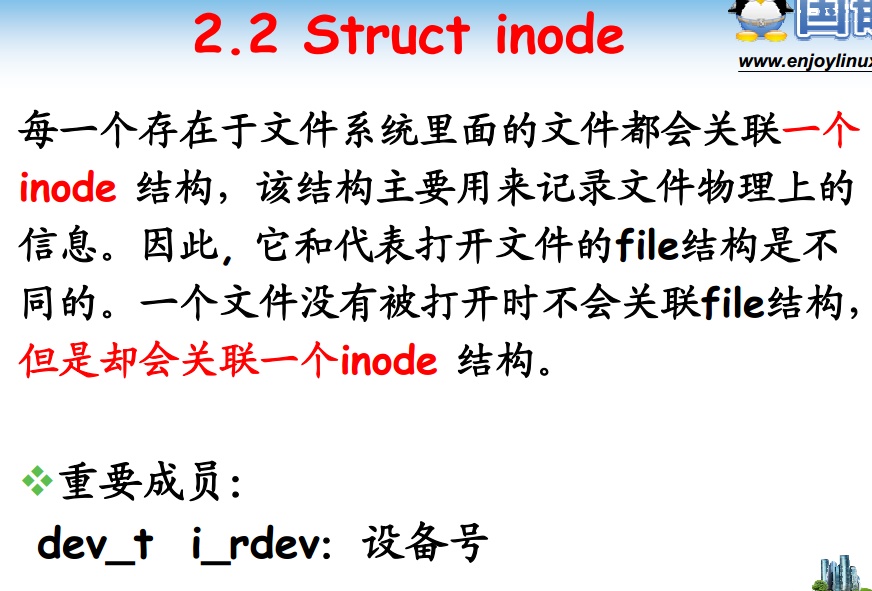 2.2 Struct inode
www.enjoylinux
每一个存在于文件系统里面的文件都会关联一个
inode 结构，该结构主要用来记录文件物理上的
信息。因此, 它和代表打开文件的file结构是不
同的。一个文件没有被打开时不会关联file结构，
但是却会关联一个inode 结构。
重要成员：
dev_t i_rdev：设备号